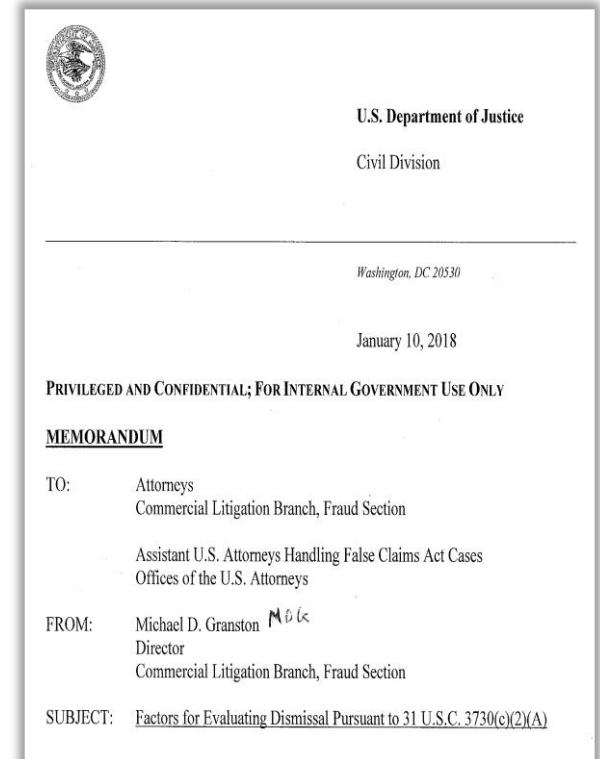 U.S. Department of Justice
Civil Division
Washington, DC 20530
January 10, 2018
PRIVILEGED AND CONFIDENTIAL; FOR INTERNAL GOVERNMENT USE ONLY
MEMORANDUM
TO: Attorneys
Commercial Litigation Branch, Fraud Section
Assistant U.S. Attorneys Handling False Claims Act Cases
Offices of the U.S. Attorneys
FROM: Michael D. Granston
Director
Commercial Litigation Branch, Fraud Section
SUBJECT: Factors for Evaluating Dismissal Pursuant to 31 U.S.C. 3730(c)(2)(A)